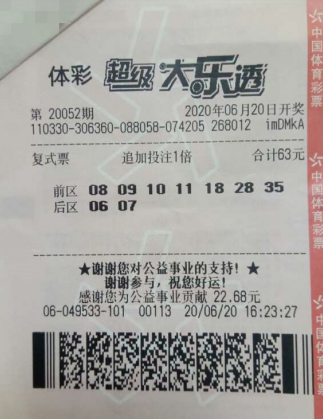 体彩 超级大乐透
第 20052期 2020年06月20日开奖
110330-306360-088058-074205 268012 imDMkA
复式票 追加投注1倍 合计63元
前区 08 09 10 11 18 28 35
后区 06 07
★谢谢您对公益事业的支持!★
谢谢参与,祝您好运!
感谢您为公益事业贡献 22.68元
06-049533-101 00113 20/06/20 16:23:27
中国体育彩票
中国体育彩票